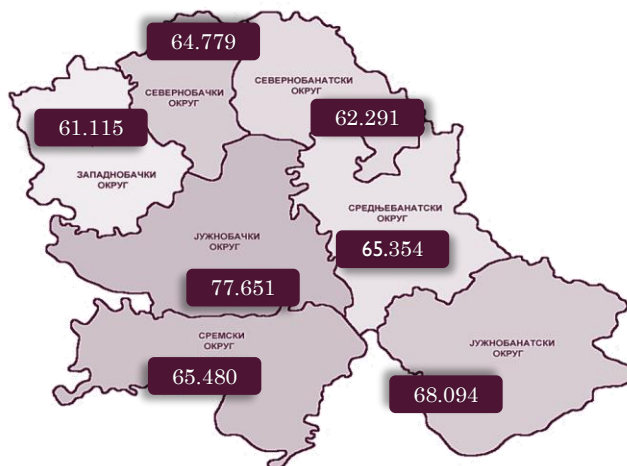 64.779
СЕВЕРНОБАЧКИ
ОКРУГ
СЕВЕРНОБАНАТСКИ
ОКРУГ
61.115
62.291
ЗАПАДНОБАЧКИ
ОКРУГ
СРЕДЊЕБАНАТСКИ
ОКРУГ
65.354
ЈУЖНОБАЧКИ
ОКРУГ
77.651
СРЕМСКИ
ОКРУГ
65.480
ЈУЖНОБАНАТСКИ
ОКРУГ
68.094